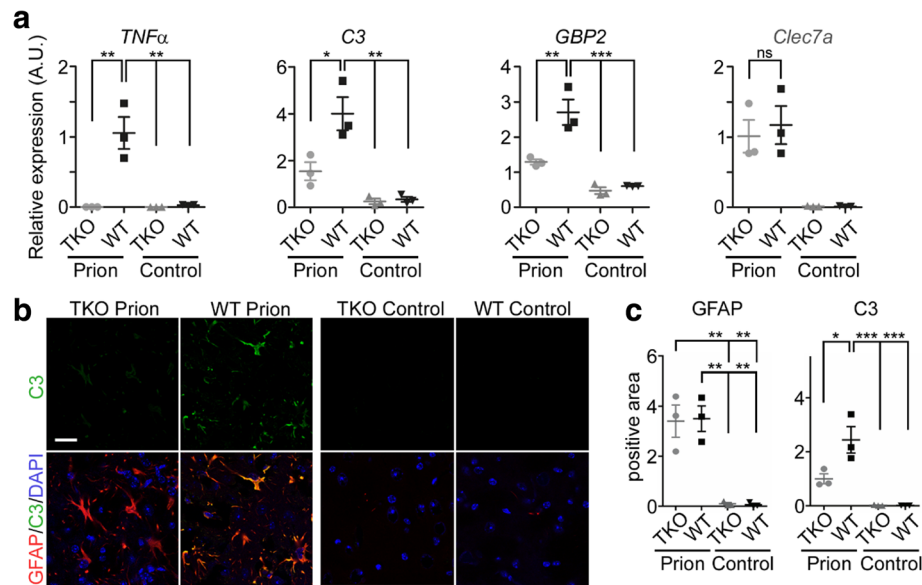 a
TNFα
C3
GBP2
Clec7a
Relative expression (A.U.)
** **
* **
** ***
ns
2
1
0
6
4
2
0
4
3
2
1
0
2
1
0
TKO WT TKO WT
Prion Control
TKO WT TKO WT
Prion Control
TKO WT TKO WT
Prion Control
TKO WT TKO WT
Prion Control
b
TKO Prion WT Prion TKO Control WT Control
C3
GFAP/C3/DAPI
c
GFAP
C3
positive area
** **
** **
* *** ***
6
4
2
0
4
2
0
TKO WT TKO WT
Prion Control
TKO WT TKO WT
Prion Control